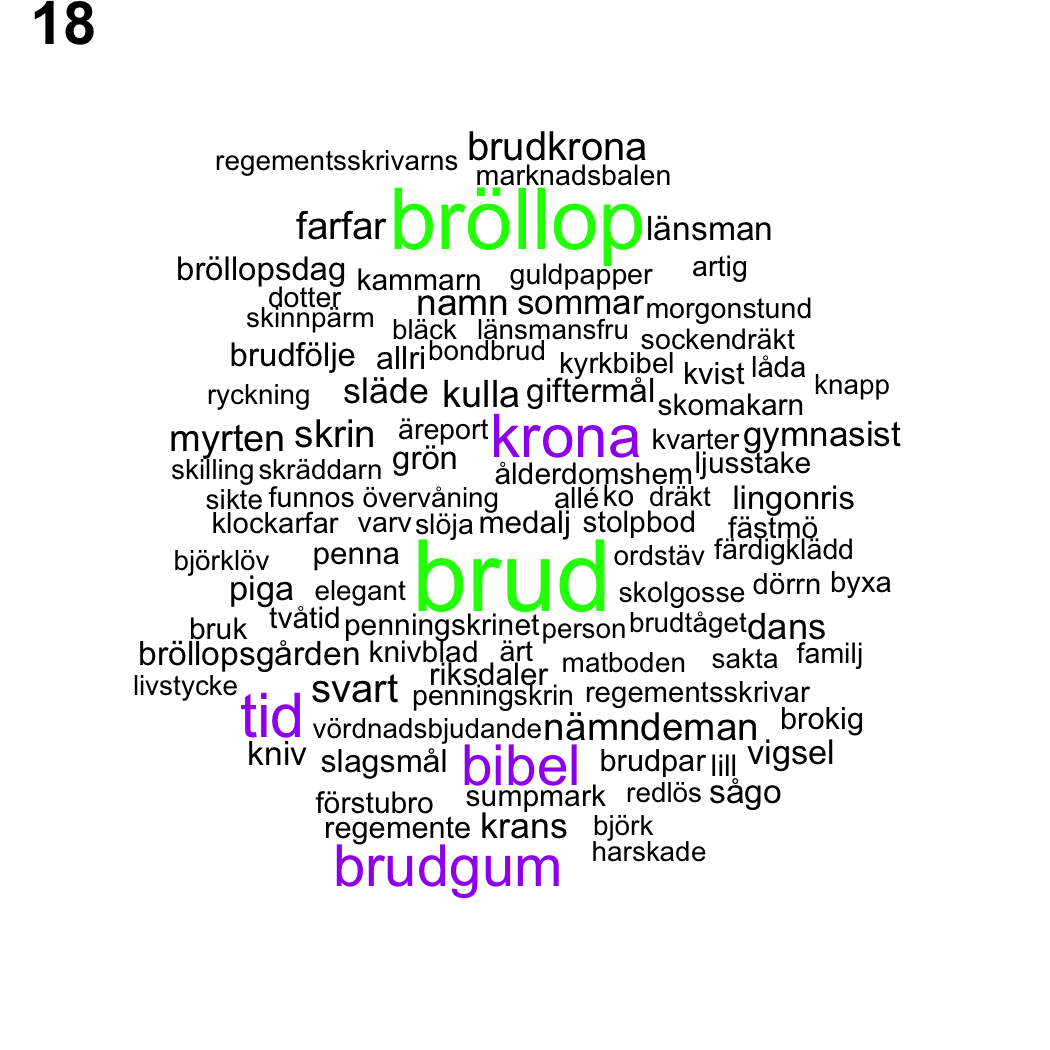 18
brudkrona
regementsskrivarns
marknadsbalen
farfar bröllop länsman
bröllopsdag kammarn guldpapper artig
dotter namn sommar morgonstund
skinnpärm bläck länsmansfru sockendräkt
brudfölje allri bondbrud kyrkbibel kvist låda
ryckning släde kulla giftermål skomakarn knapp
myrten skrin äreport krona kvarter gymnasist
skilling skräddarn grön ålderdomshem ljusstake
sikte funnos övervåning allé ko dräkt lingonris
klockarfar varv slöja medalj stolpbod fästmö
björklöv penna brud ordstäv färdigklädd
piga elegant skolgosse dörrn byxa
bruk tvåtid penningskrinet person brudtåget dans
bröllopsgården knivblad ärt matboden sakta familj
livstycke svart riksdaler penningskrin regementsskrivar
tid vördnadsbjudande nämndeman brokig
kniv slagsmål bibel brudpar lill vigsel
förstubro sumpmark redlös sågo
regemente krans björk
brudgum harskade